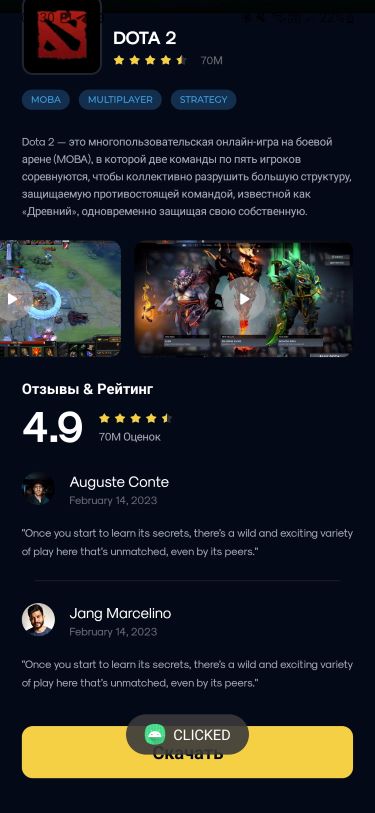 DOTA 2
70M
MOBA MULTIPLAYER STRATEGY
Dota 2 — это многопользовательская онлайн-игра на боевой
арене (MOBA), в которой две команды по пять игроков
соревнуются, чтобы коллективно разрушить большую структуру,
защищаемую противостоящей командой, известной как
«Древний», одновременно защищая свою собственную.
Отзывы & Рейтинг
4.9
70M Оценок
Auguste Conte
February 14, 2023
"Once you start to learn its secrets, there's a wild and exciting variety
of play here that's unmatched, even by its peers."
Jang Marcelino
February 14, 2023
"Once you start to learn its secrets, there's a wild and exciting variety
of play here that's unmatched, even by its peers."
CLICKED
Скачать